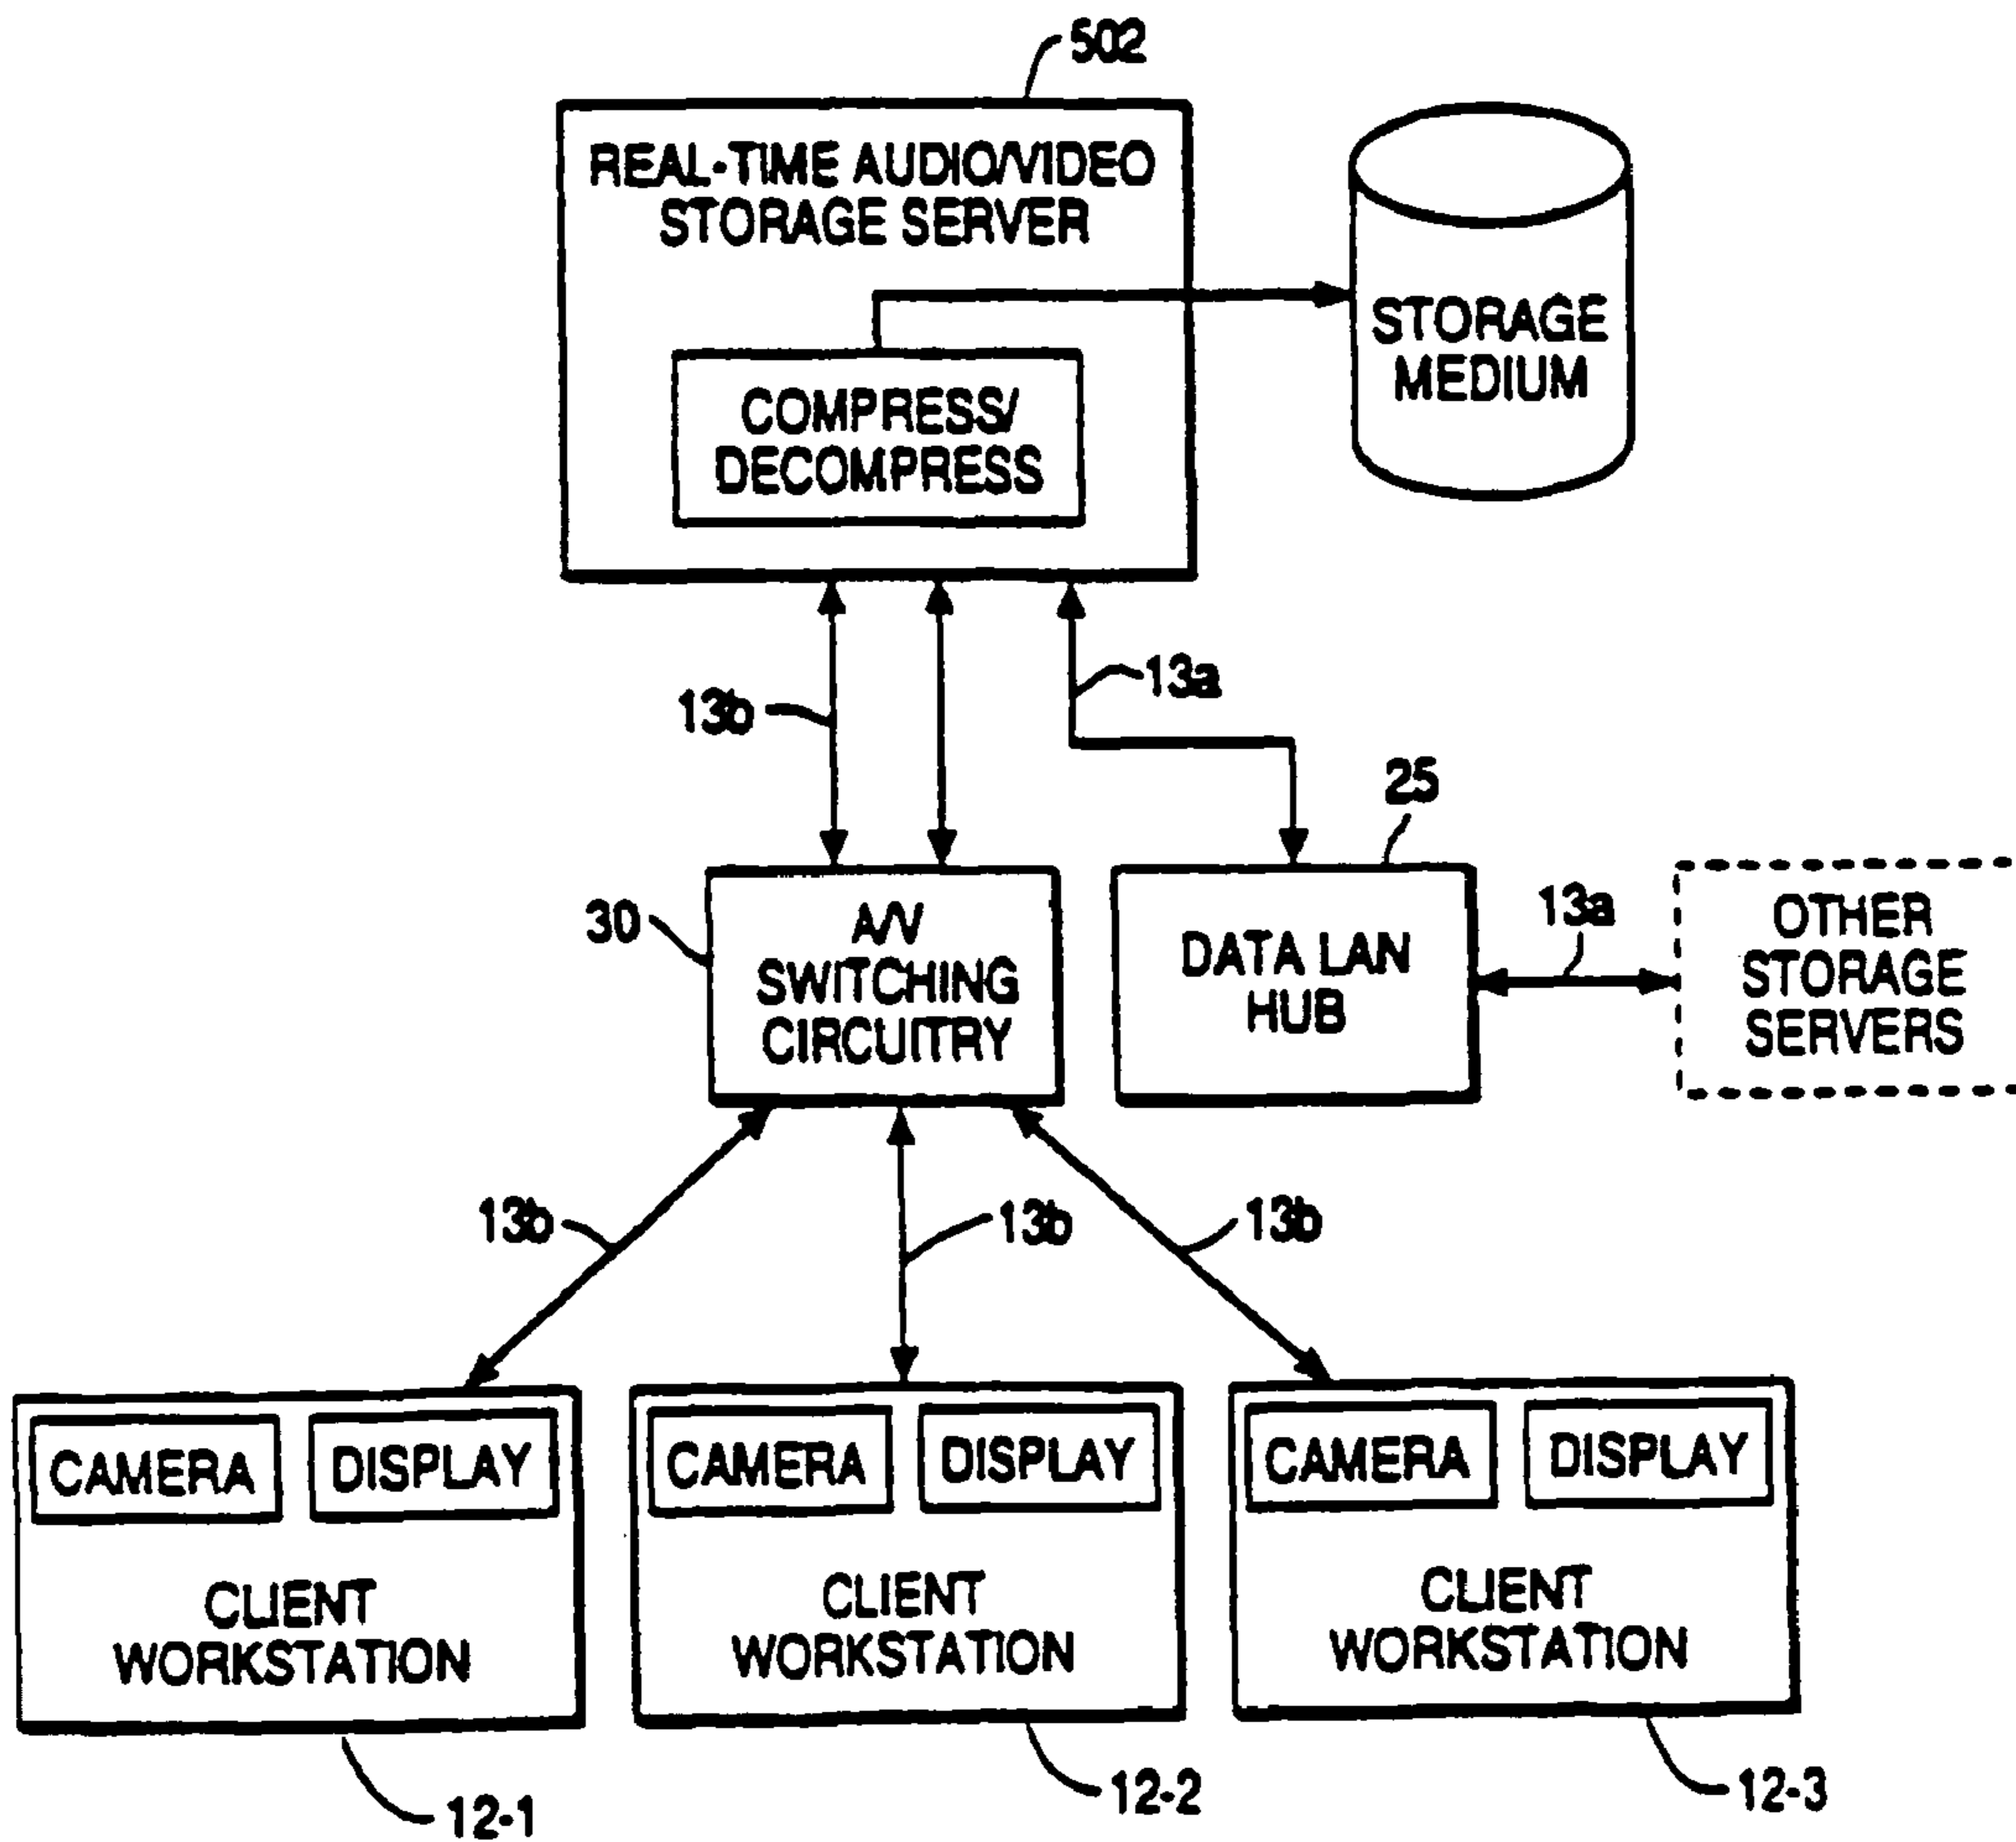 502
REAL-TIME AUDIO/VIDEO
STORAGE SERVER
STORAGE
MEDIUM
COMPRESS/
DECOMPRESS
13b
13a
25
30
A/V
SWITCHING
CIRCUITRY
DATA LAN
HUB
13a
OTHER
STORAGE
SERVERS
13b
13b
13b
CAMERA
DISPLAY
CLIENT
WORKSTATION
CAMERA
DISPLAY
CLIENT
WORKSTATION
CAMERA
DISPLAY
CLIENT
WORKSTATION
12-1
12-2
12-3